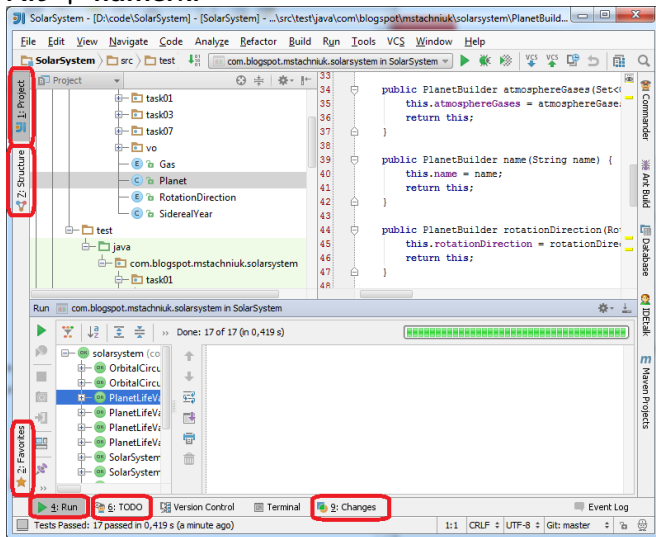 Alt + numerki
SolarSystem - [D:\code\SolarSystem] - [SolarSystem] - ...\src\test\java\com\blogspot\mstachniuk\solarsystem\PlanetBuild...
File Edit View Navigate Code Analyze Refactor Build Run Tools VCS Window Help
SolarSystem src test com.blogspot.mstachniuk.solarsystem in SolarSystem
1: Project
Z: Structure
2: Favorites
Project
task01
task03
task07
vo
Gas
Planet
RotationDirection
SiderealYear
test
java
com.blogspot.mstachniuk.solarsystem
task01
33
34 public PlanetBuilder atmosphereGases(Set<
35 this.atmosphereGases = atmosphereGase
36 return this;
37 }
38
39 public PlanetBuilder name(String name) {
40 this.name = name;
41 return this;
42 }
43
44 public PlanetBuilder rotationDirection(Ro
45 this.rotationDirection = rotationDire
46 return this;
47 }
48
Commander
Ant Build
Database
IDEtalk
Maven Projects
Run com.blogspot.mstachniuk.solarsystem in SolarSystem
Done: 17 of 17 (in 0,419 s)
solarsystem (co
OrbitalCircu
OrbitalCircu
PlanetLifeVa
PlanetLifeVa
PlanetLifeVa
PlanetLifeVa
SolarSystem
SolarSystem
4: Run 6: TODO Version Control Terminal 9: Changes Event Log
Tests Passed: 17 passed in 0,419 s (a minute ago) 1:1 CRLF UTF-8 Git: master